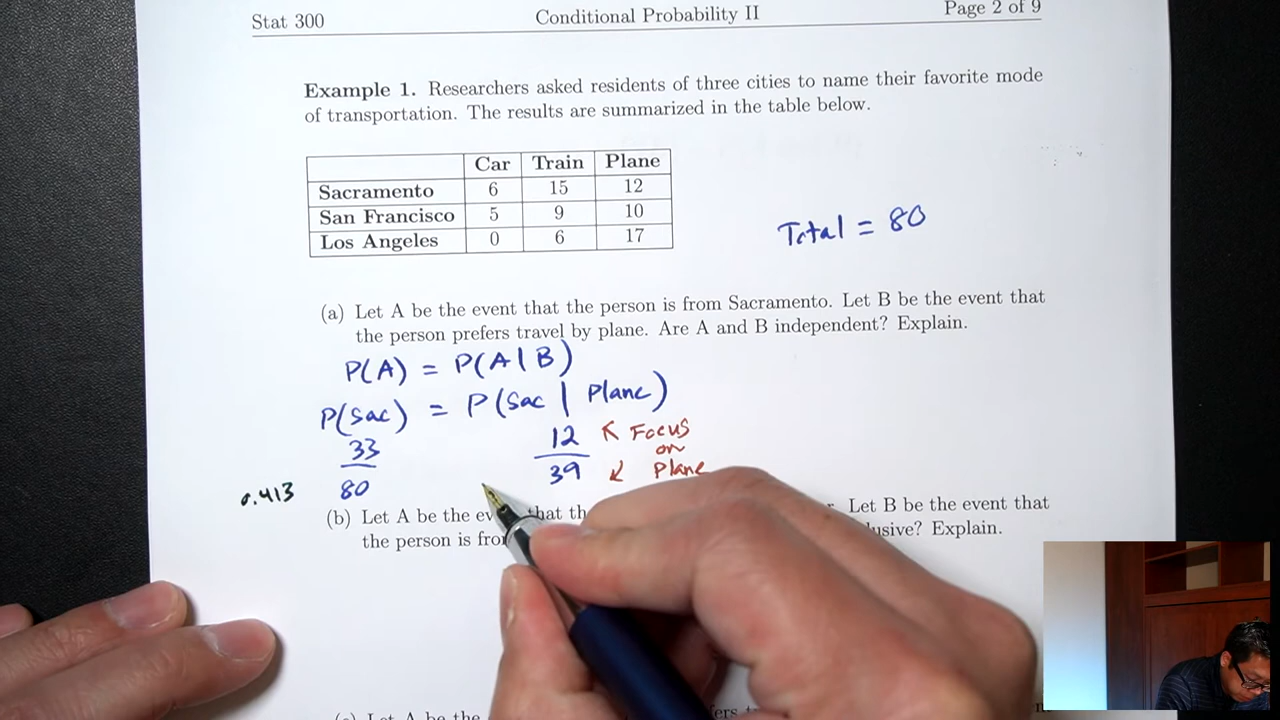 Stat 300 Conditional Probability II Page 2 of 9
Example 1. Researchers asked residents of three cities to name their favorite mode
of transportation. The results are summarized in the table below.
Car Train Plane
Sacramento 6 15 12
San Francisco 5 9 10
Los Angeles 0 6 17
Total = 80
(a) Let A be the event that the person is from Sacramento. Let B be the event that
the person prefers travel by plane. Are A and B independent? Explain.
P(A) = P(A|B)
P(Sac) = P(Sac | Plane)
33 12 Focus
on
80 39 Plane
0.413
(b) Let A be the that Let B be the event that
the person is Explain.
Let A be the